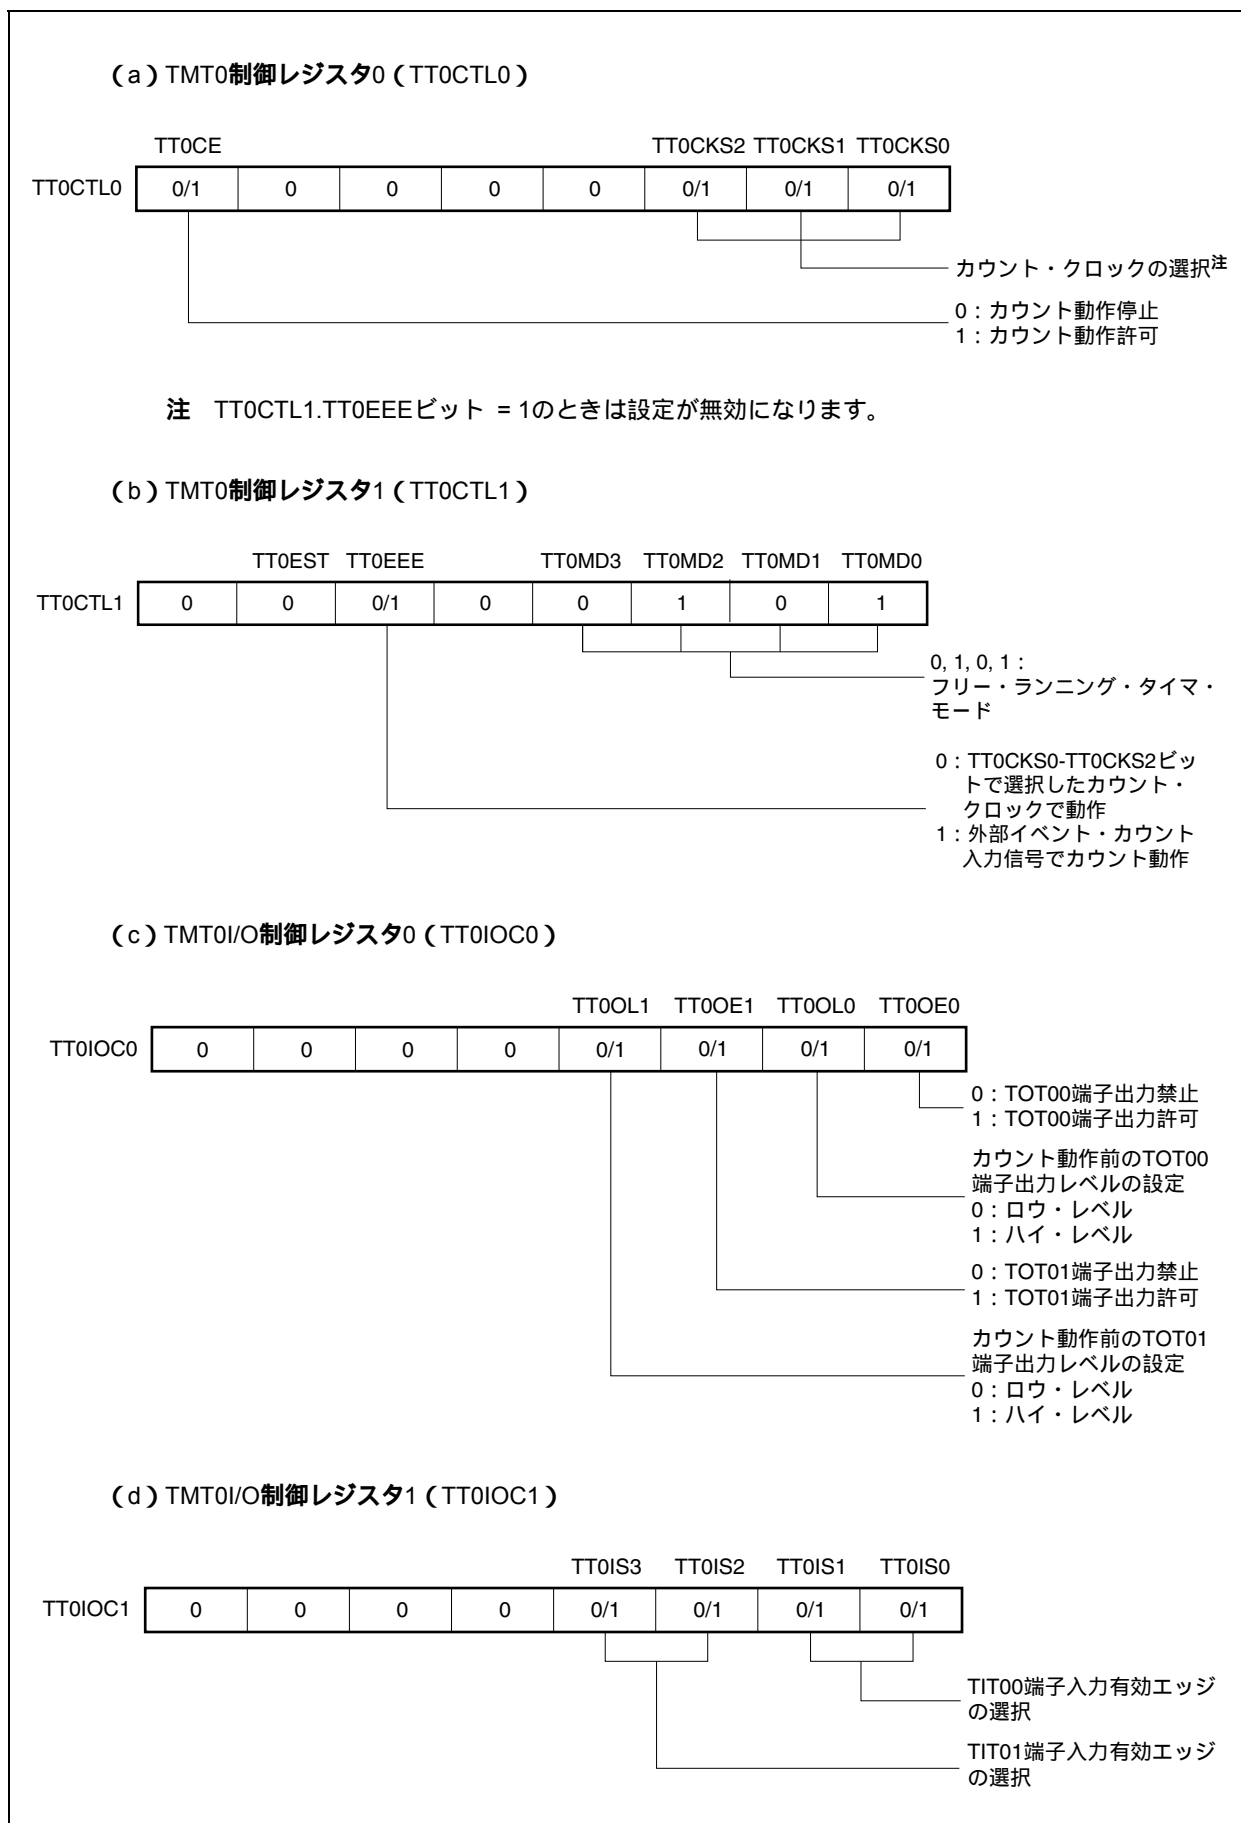 （a）TMT0制御レジスタ0（TT0CTL0）
TT0CE TT0CKS2 TT0CKS1 TT0CKS0
TT0CTL0 0/1 0 0 0 0 0/1 0/1 0/1
カウント・クロックの選択注
0：カウント動作停止
1：カウント動作許可
注 TT0CTL1.TT0EEEビット = 1のときは設定が無効になります。
（b）TMT0制御レジスタ1（TT0CTL1）
TT0EST TT0EEE TT0MD3 TT0MD2 TT0MD1 TT0MD0
TT0CTL1 0 0 0/1 0 0 1 0 1
0, 1, 0, 1：
フリー・ランニング・タイマ・
モード
0：TT0CKS0-TT0CKS2ビッ
トで選択したカウント・
クロックで動作
1：外部イベント・カウント
入力信号でカウント動作
（c）TMT0I/O制御レジスタ0（TT0IOC0）
TT0OL1 TT0OE1 TT0OL0 TT0OE0
TT0IOC0 0 0 0 0 0/1 0/1 0/1 0/1
0：TOT00端子出力禁止
1：TOT00端子出力許可
カウント動作前のTOT00
端子出力レベルの設定
0：ロウ・レベル
1：ハイ・レベル
0：TOT01端子出力禁止
1：TOT01端子出力許可
カウント動作前のTOT01
端子出力レベルの設定
0：ロウ・レベル
1：ハイ・レベル
（d）TMT0I/O制御レジスタ1（TT0IOC1）
TT0IS3 TT0IS2 TT0IS1 TT0IS0
TT0IOC1 0 0 0 0 0/1 0/1 0/1 0/1
TIT00端子入力有効エッジ
の選択
TIT01端子入力有効エッジ
の選択